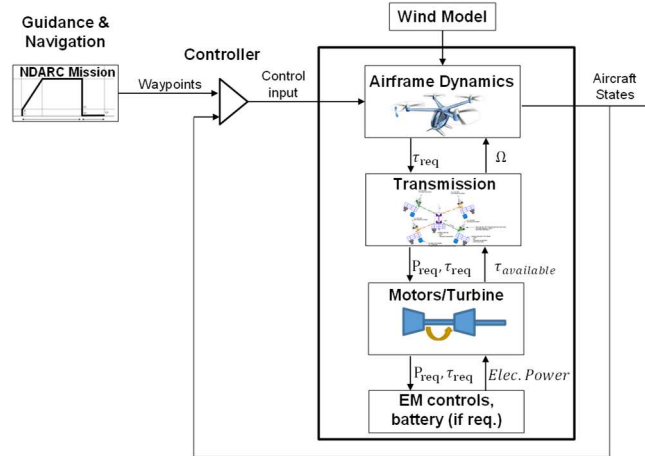 Guidance &
Navigation
NDARC Mission
Waypoints
Controller
Control
input
Wind Model
Airframe Dynamics
Aircraft
States
τreq
Ω
Transmission
Preq, τreq
τavailable
Motors/Turbine
Preq, τreq
Elec. Power
EM controls,
battery (if req.)